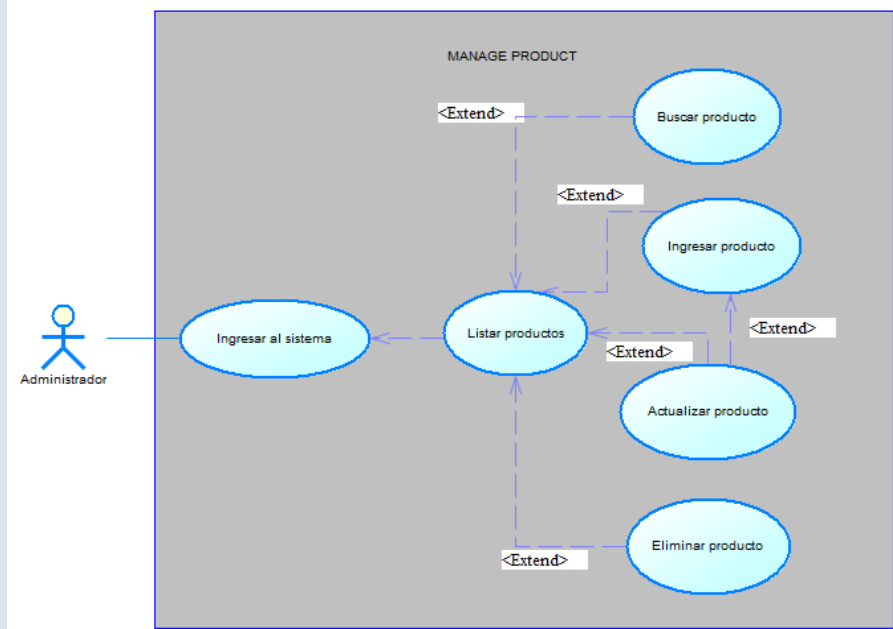 MANAGE PRODUCT
<Extend>
Buscar producto
<Extend>
Ingresar producto
Administrador
Ingresar al sistema
Listar productos
<Extend>
<Extend>
Actualizar producto
<Extend>
Eliminar producto